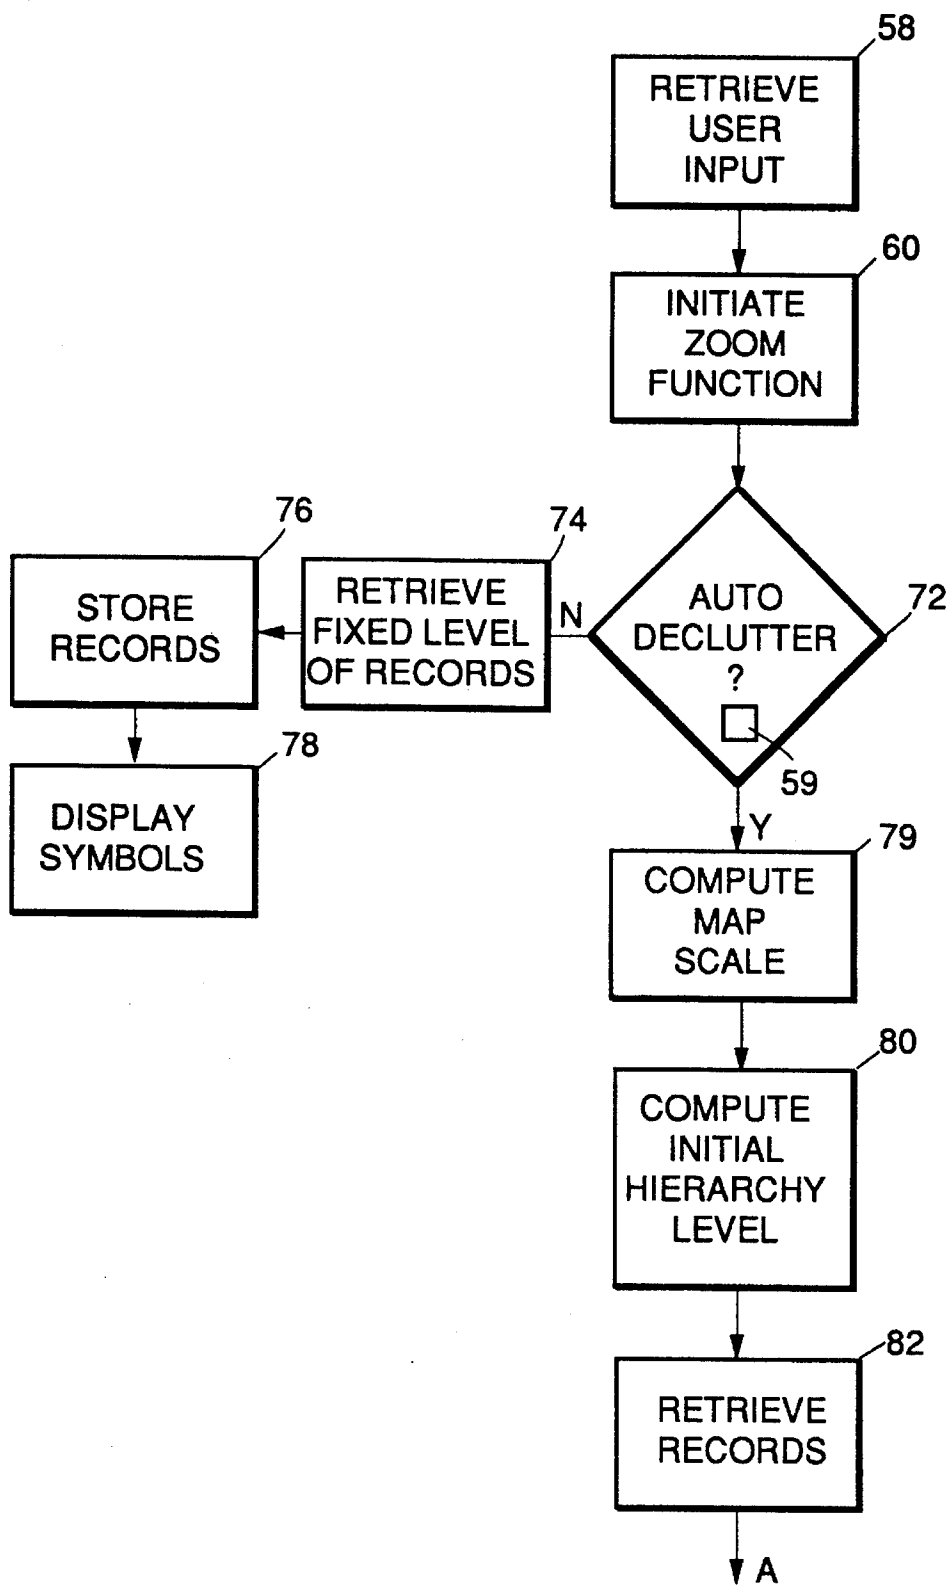 58
RETRIEVE
USER
INPUT
60
INITIATE
ZOOM
FUNCTION
72
AUTO
DECLUTTER
?
59
N
74
RETRIEVE
FIXED LEVEL
OF RECORDS
76
STORE
RECORDS
78
DISPLAY
SYMBOLS
Y
79
COMPUTE
MAP
SCALE
80
COMPUTE
INITIAL
HIERARCHY
LEVEL
82
RETRIEVE
RECORDS
A